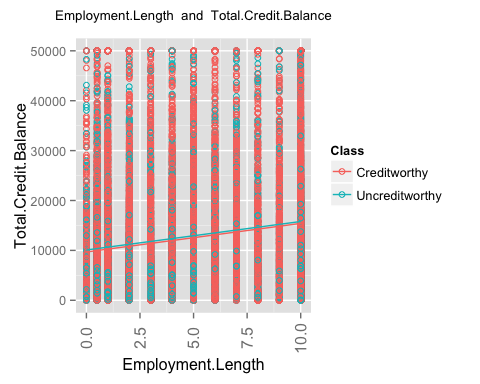 Employment.Length and Total.Credit.Balance
50000
40000
30000
20000
10000
0
Total.Credit.Balance
0.0
2.5
5.0
7.5
10.0
Employment.Length
Class
Creditworthy
Uncreditworthy